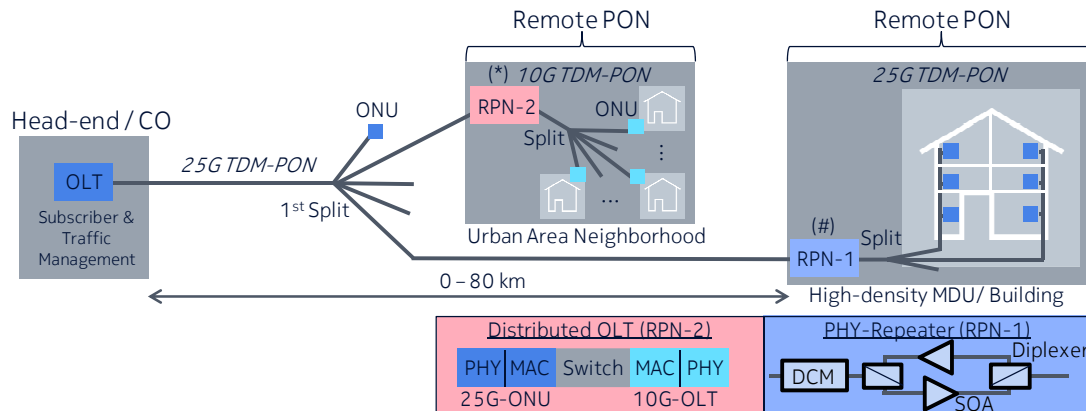 Remote PON
Remote PON
(*) 10G TDM-PON
25G TDM-PON
RPN-2
ONU
ONU
Split
Head-end / CO
25G TDM-PON
OLT
⋮
...
1st Split
Subscriber &
Traffic
Management
Urban Area Neighborhood
(#)
RPN-1
Split
0 – 80 km
High-density MDU/ Building
Distributed OLT (RPN-2)
PHY MAC Switch MAC PHY
25G-ONU 10G-OLT
PHY-Repeater (RPN-1)
Diplexer
DCM
SOA